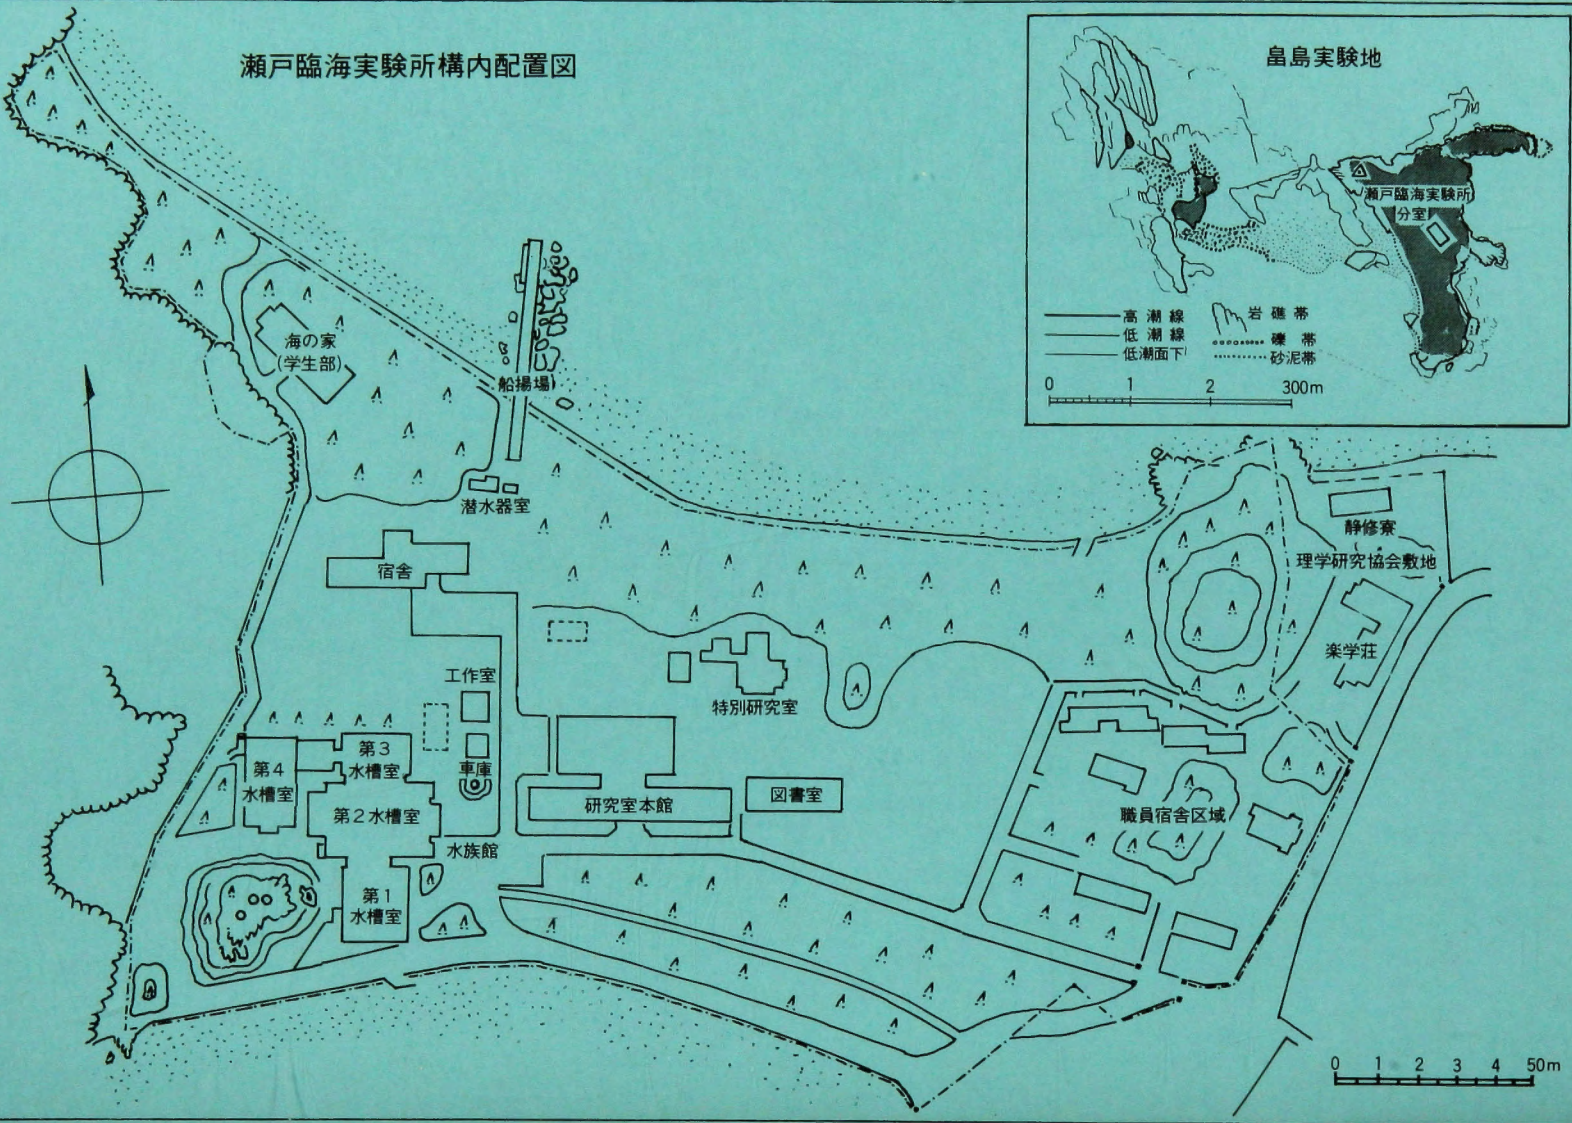 瀬戸臨海実験所構内配置図
畠島実験地
瀬戸臨海実験所
分室
高潮線
低潮線
低潮面下
岩礁帯
礫帯
砂泥帯
0 1 2 300m
海の家
(学生部)
船揚場
潜水器室
宿舎
静修寮
理学研究協会敷地
楽学荘
工作室
特別研究室
第3
水槽室
第4
水槽室
車庫
第2水槽室
研究室本館
図書室
職員宿舎区域
水族館
第1
水槽室
0 1 2 3 4 50m